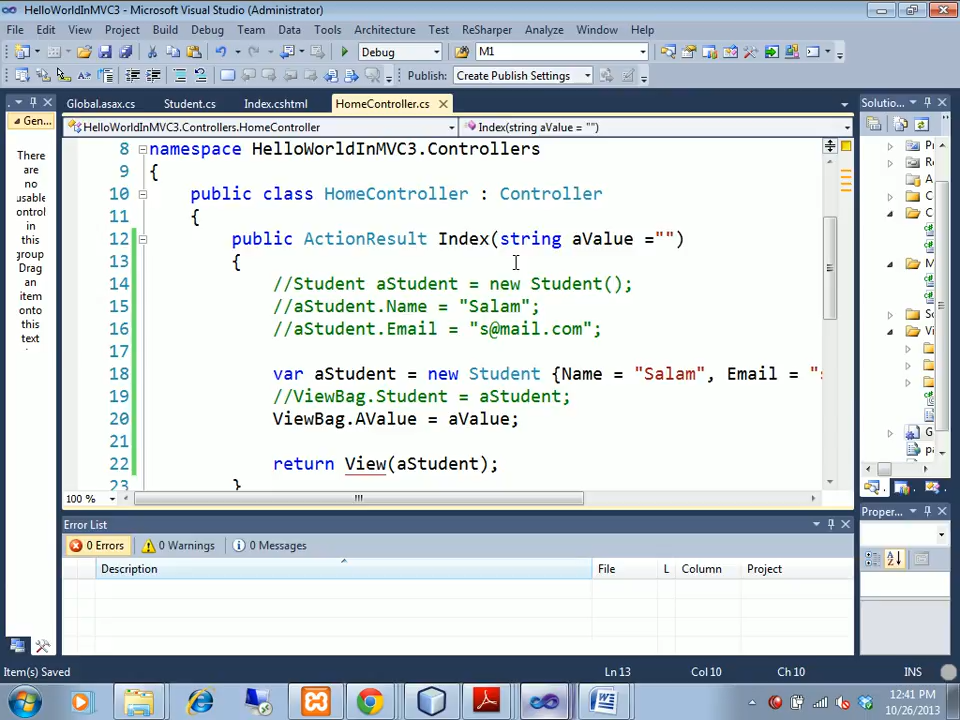 HelloWorldInMVC3 - Microsoft Visual Studio (Administrator)
File Edit View Project Build Debug Team Data Tools Architecture Test ReSharper Analyze Window Help
Debug M1
Publish: Create Publish Settings
Gen... Global.asax.cs Student.cs Index.cshtml HomeController.cs Solutio...
HelloWorldInMVC3.Controllers.HomeController Index(string aValue = "")
There
are
no
usable
control
in
this
group
Drag
an
item
onto
this
text
8 namespace HelloWorldInMVC3.Controllers
9 {
10 public class HomeController : Controller
11 {
12 public ActionResult Index(string aValue ="")
13 {
14 //Student aStudent = new Student();
15 //aStudent.Name = "Salam";
16 //aStudent.Email = "s@mail.com";
17
18 var aStudent = new Student {Name = "Salam", Email = "
19 //ViewBag.Student = aStudent;
20 ViewBag.AValue = aValue;
21
22 return View(aStudent);
23 }
100 %
Error List
0 Errors 0 Warnings 0 Messages
Description File L Column Project
Proper...
Item(s) Saved Ln 13 Col 10 Ch 10 INS
12:41 PM
10/26/2013